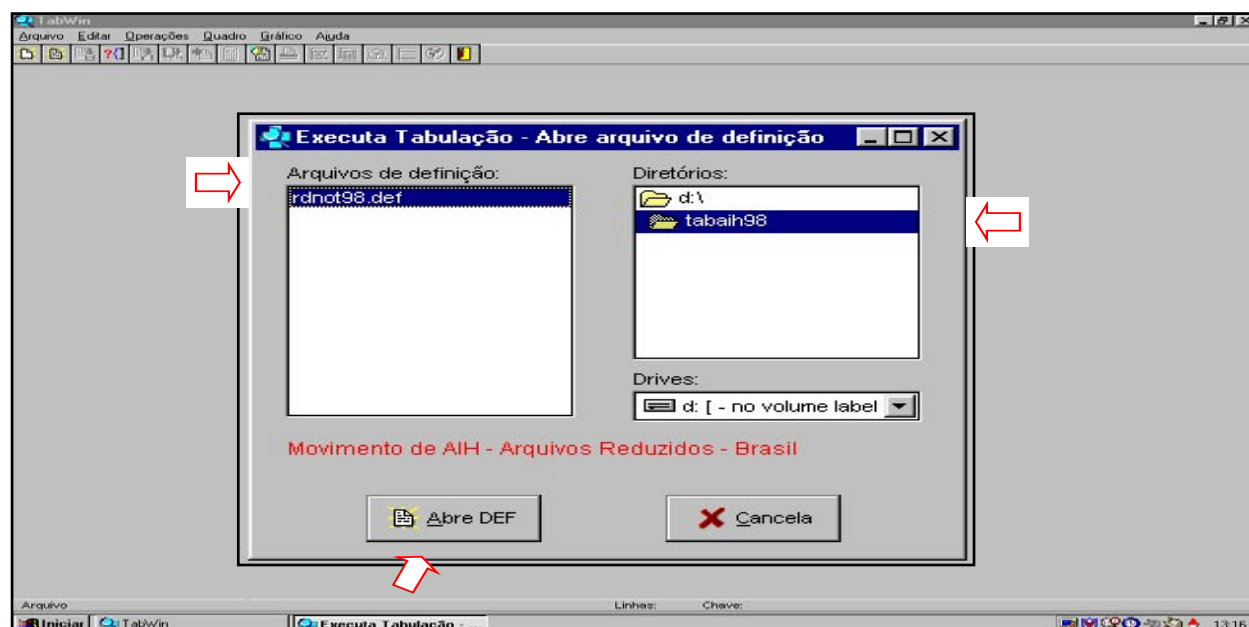 TabWin
Arquivo Editar Operações Quadro Gráfico Ajuda
Executa Tabulação - Abre arquivo de definição
Arquivos de definição:
Diretórios:
rdnot98.def
d:\
tabaih98
Drives:
d: [ - no volume label
Movimento de AIH - Arquivos Reduzidos - Brasil
Abre DEF
Cancela
Arquivo
Linhas:
Chave:
Iniciar
TabWin
Executa Tabulação - ...
13:16